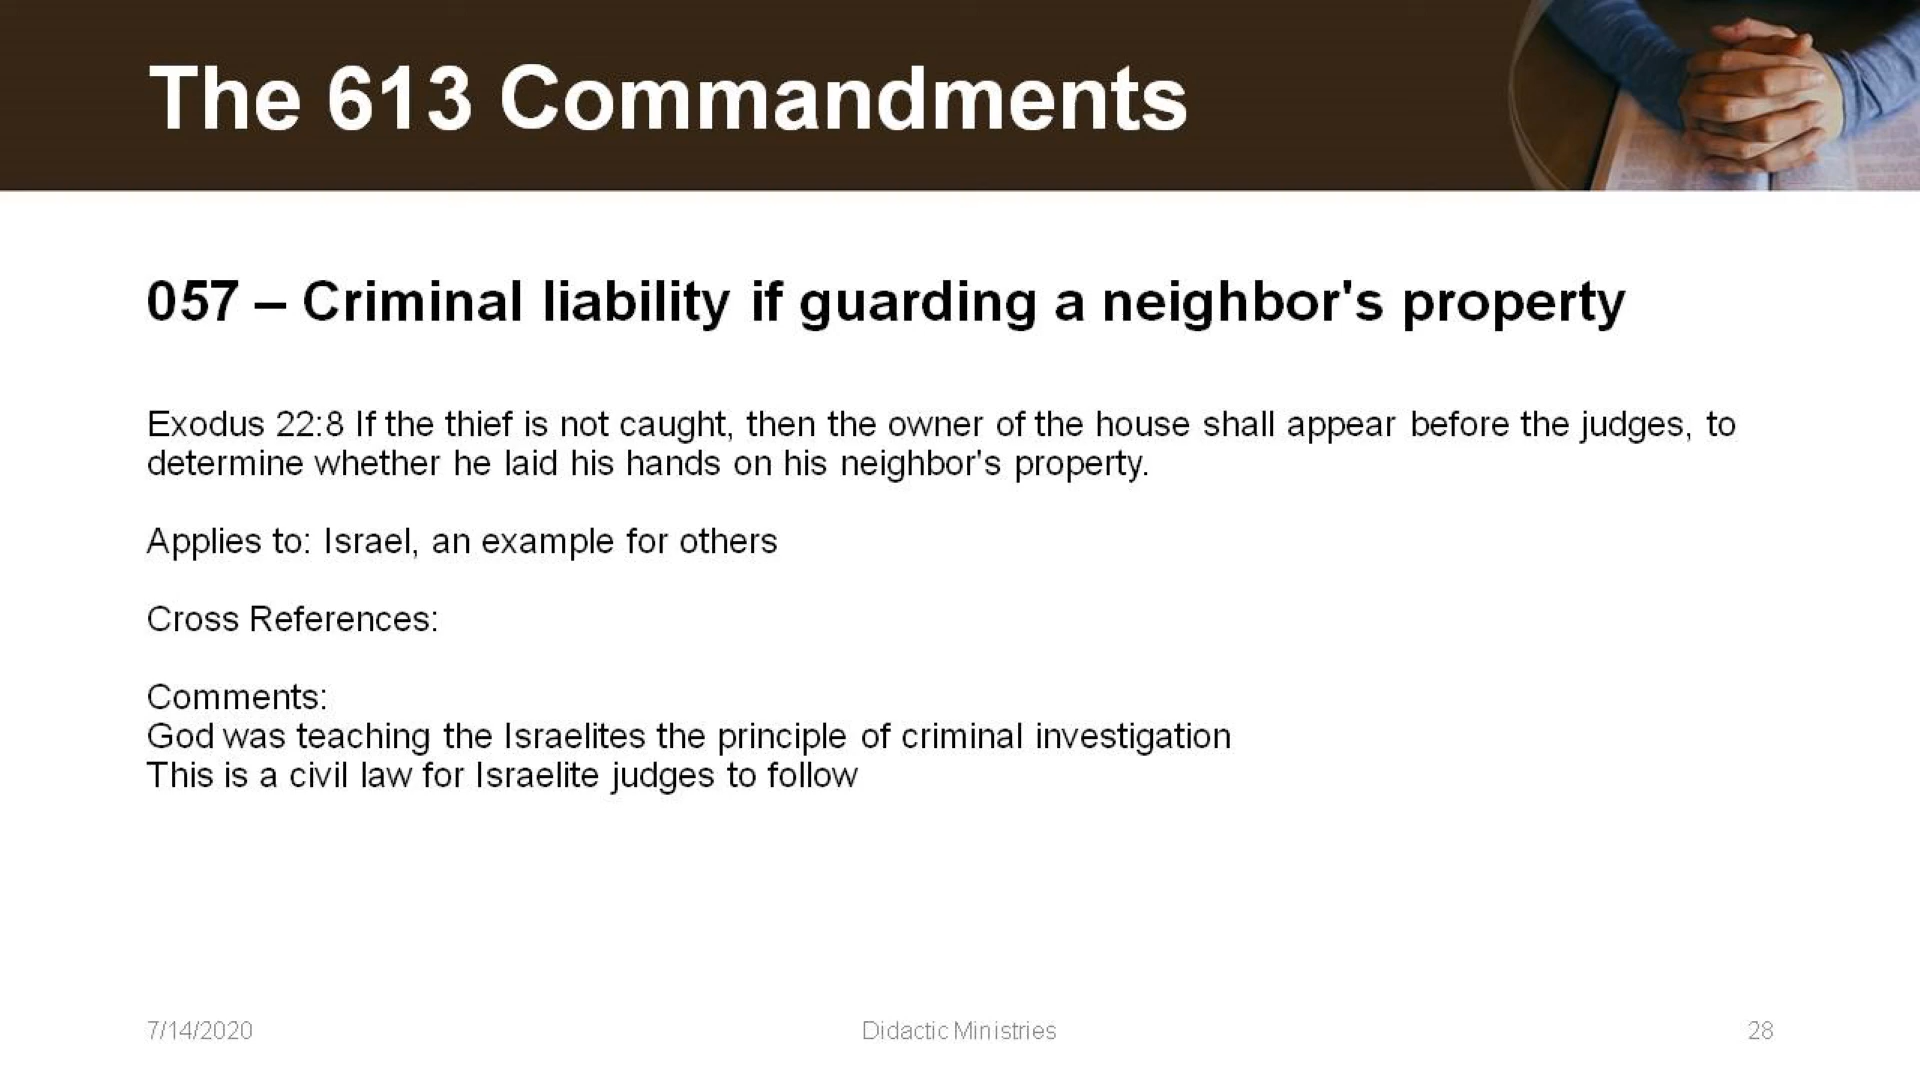 The 613 Commandments
057 – Criminal liability if guarding a neighbor's property
Exodus 22:8 If the thief is not caught, then the owner of the house shall appear before the judges, to
determine whether he laid his hands on his neighbor's property.
Applies to: Israel, an example for others
Cross References:
Comments:
God was teaching the Israelites the principle of criminal investigation
This is a civil law for Israelite judges to follow
7/14/2020
Didactic Ministries
28